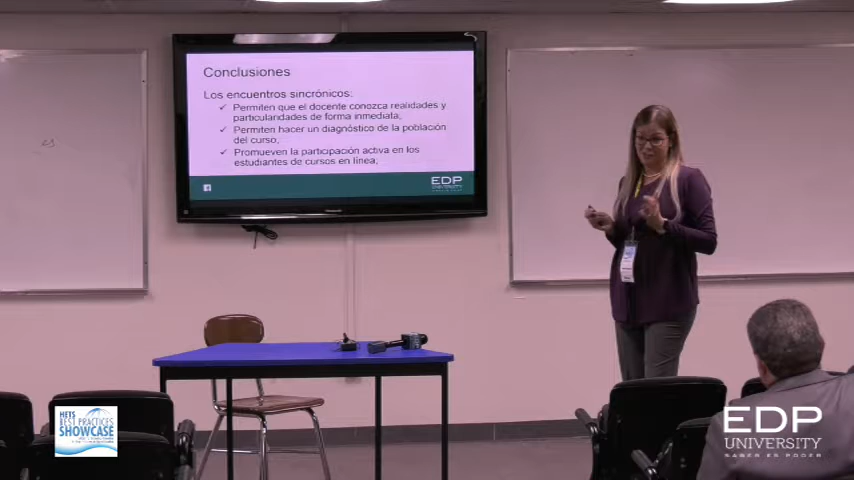 Conclusiones
Los encuentros sincrónicos:
✓ Permiten que el docente conozca realidades y
particularidades de forma inmediata;
✓ Permiten hacer un diagnóstico de la población
del curso;
✓ Promueven la participación activa en los
estudiantes de cursos en línea;
EDP
UNIVERSITY
HETS
BEST PRACTICES
SHOWCASE
EDP
UNIVERSITY
SABER ES PODER